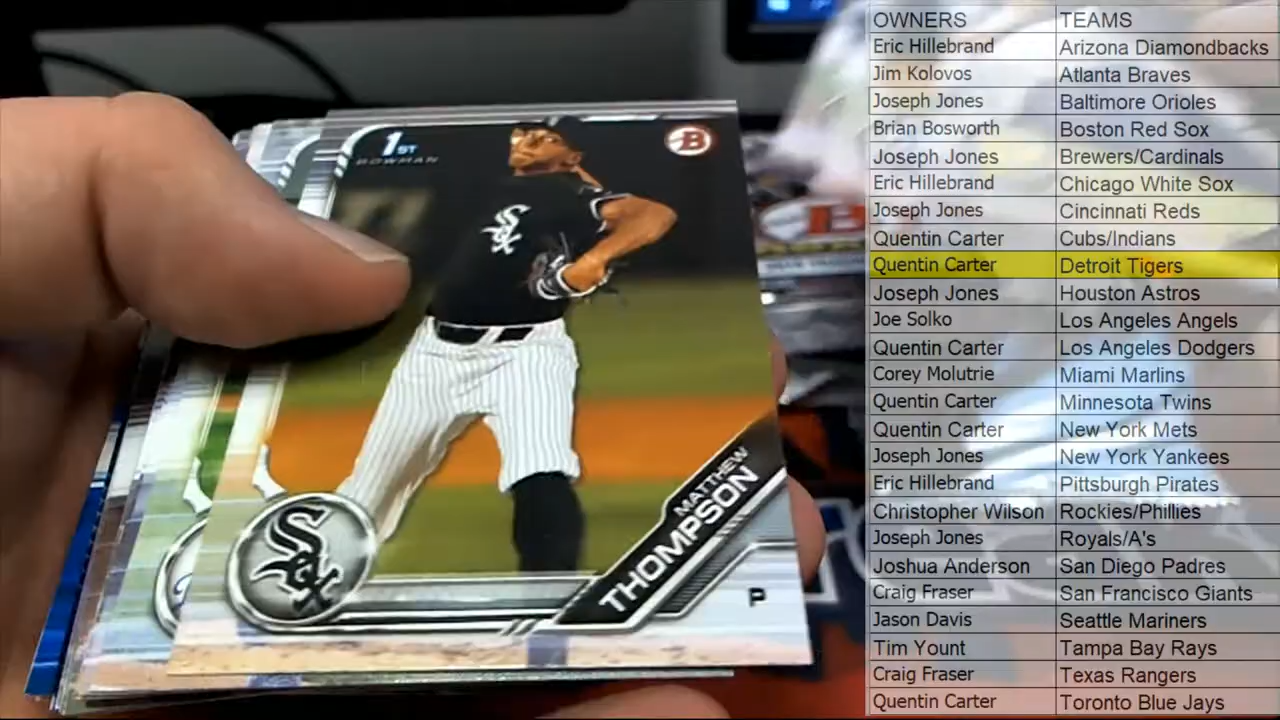 1ST
BOWMAN
B
Sox
Sox
MATTHEW
THOMPSON
P
OWNERS TEAMS
Eric Hillebrand Arizona Diamondbacks
Jim Kolovos Atlanta Braves
Joseph Jones Baltimore Orioles
Brian Bosworth Boston Red Sox
Joseph Jones Brewers/Cardinals
Eric Hillebrand Chicago White Sox
Joseph Jones Cincinnati Reds
Quentin Carter Cubs/Indians
Quentin Carter Detroit Tigers
Joseph Jones Houston Astros
Joe Solko Los Angeles Angels
Quentin Carter Los Angeles Dodgers
Corey Molutrie Miami Marlins
Quentin Carter Minnesota Twins
Quentin Carter New York Mets
Joseph Jones New York Yankees
Eric Hillebrand Pittsburgh Pirates
Christopher Wilson Rockies/Phillies
Joseph Jones Royals/A's
Joshua Anderson San Diego Padres
Craig Fraser San Francisco Giants
Jason Davis Seattle Mariners
Tim Yount Tampa Bay Rays
Craig Fraser Texas Rangers
Quentin Carter Toronto Blue Jays